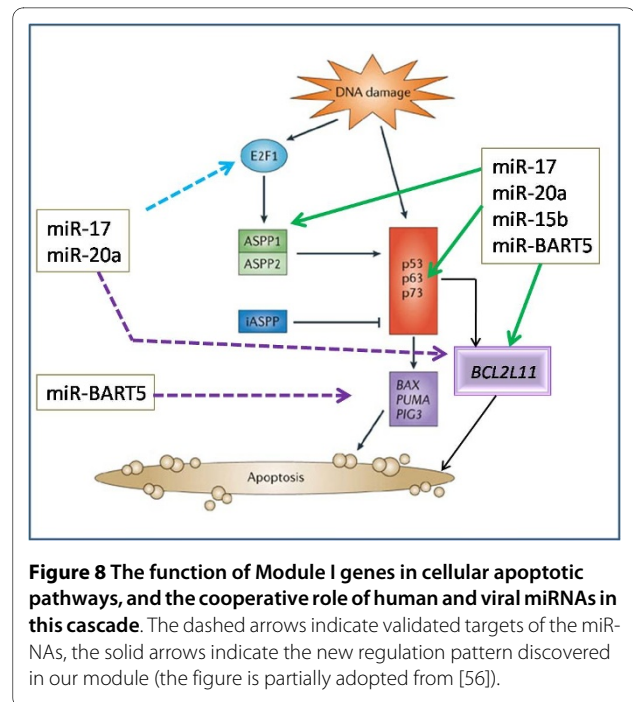 DNA damage
E2F1
miR-17
miR-20a
miR-15b
miR-BART5
miR-17
miR-20a
ASPP1
ASPP2
p53
p63
p73
iASPP
BCL2L11
miR-BART5
BAX
PUMA
PIG3
Apoptosis
Figure 8 The function of Module I genes in cellular apoptotic
pathways, and the cooperative role of human and viral miRNAs in
this cascade. The dashed arrows indicate validated targets of the miR-
NAs, the solid arrows indicate the new regulation pattern discovered
in our module (the figure is partially adopted from [56]).